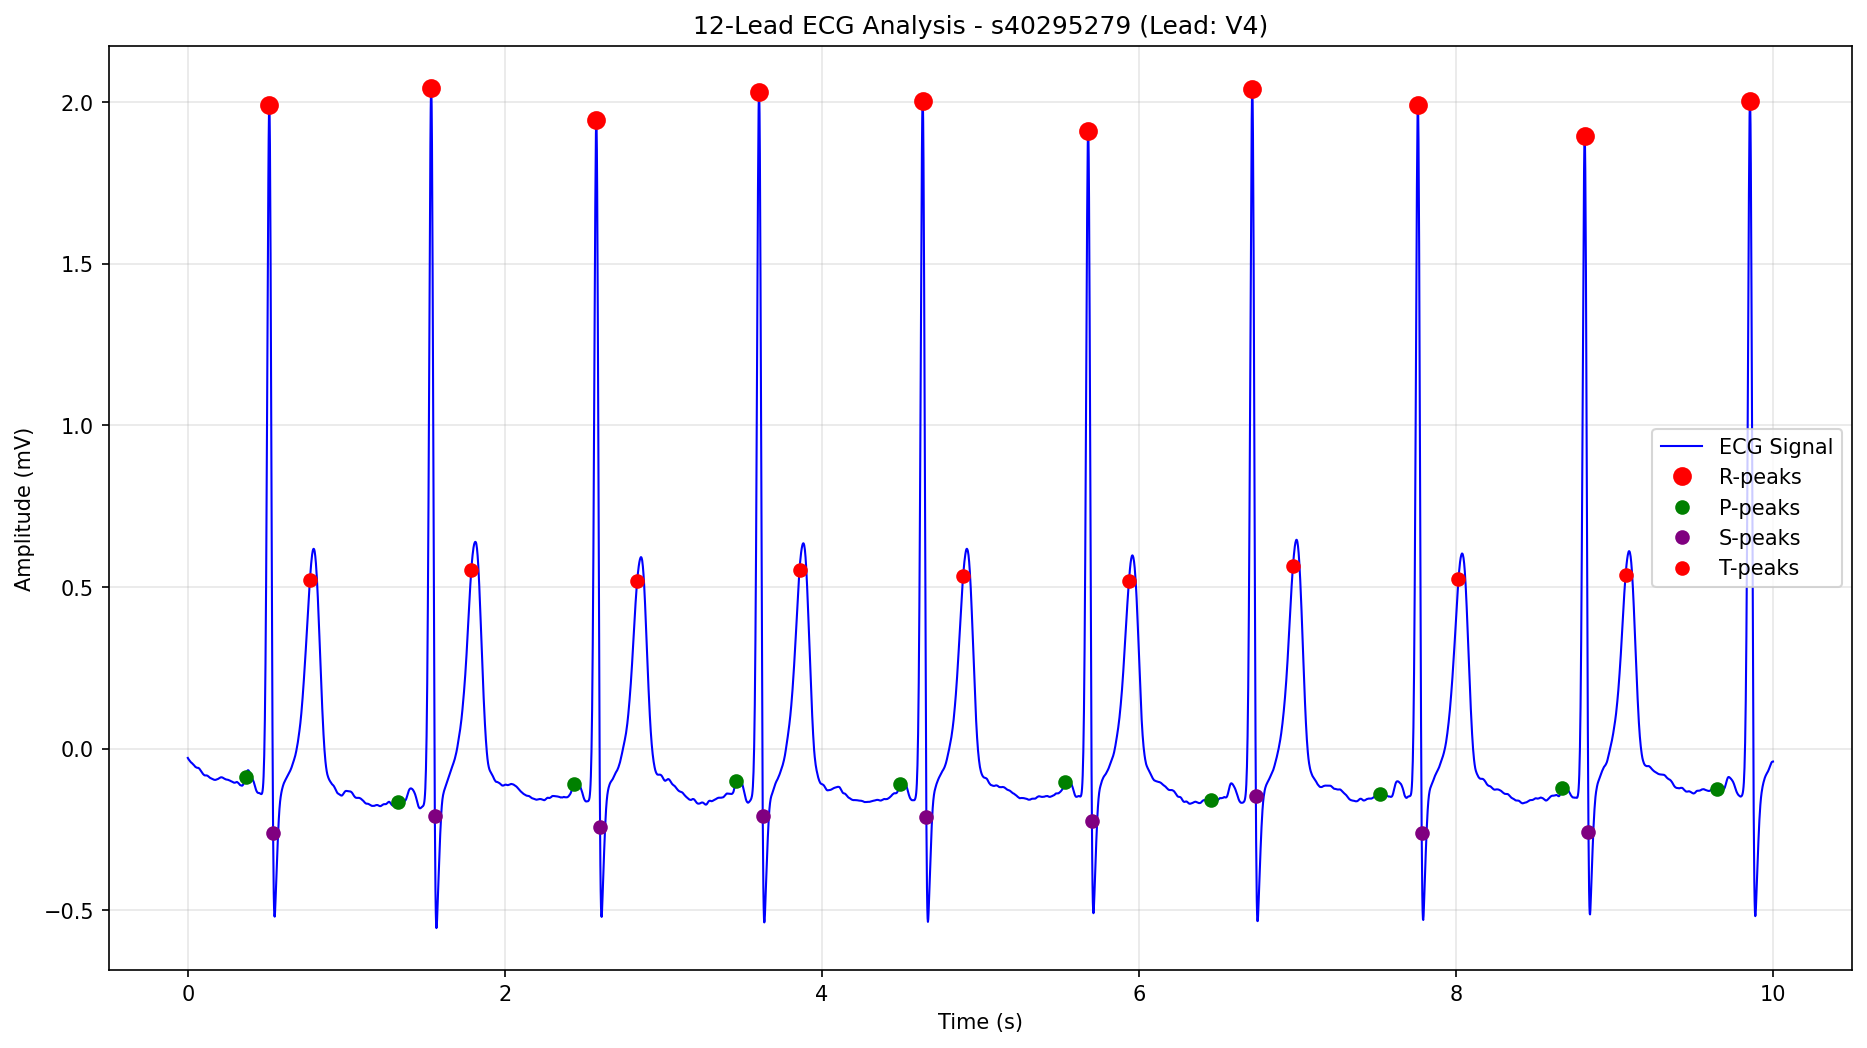 12-Lead ECG Analysis - s40295279 (Lead: V4)
2.0
1.5
1.0
0.5
0.0
−0.5
Amplitude (mV)
ECG Signal
R-peaks
P-peaks
S-peaks
T-peaks
0
2
4
6
8
10
Time (s)